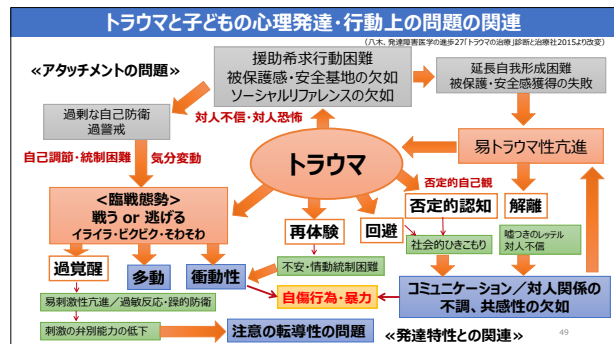 トラウマと子どもの心理発達・行動上の問題の関連
(八木、発達障害医学の進歩27「トラウマの治療」診断と治療社2015より改変)
≪アタッチメントの問題≫
援助希求行動困難
被保護感・安全基地の欠如
ソーシャルリファレンスの欠如
延長自我形成困難
被保護・安全感獲得の失敗
過剰な自己防衛
過警戒
対人不信・対人恐怖
自己調節・統制困難
気分変動
トラウマ
易トラウマ性亢進
否定的自己観
<臨戦態勢>
戦う or 逃げる
イライラ・ビクビク・そわそわ
再体験
回避
否定的認知
解離
社会的ひきこもり
嘘つきのレッテル
対人不信
過覚醒
多動
衝動性
不安・情動統制困難
易刺激性亢進/過敏反応・躁的防衛
自傷行為・暴力
コミュニケーション/対人関係の
不調、共感性の欠如
刺激の弁別能力の低下
注意の転導性の問題
≪発達特性との関連≫
49